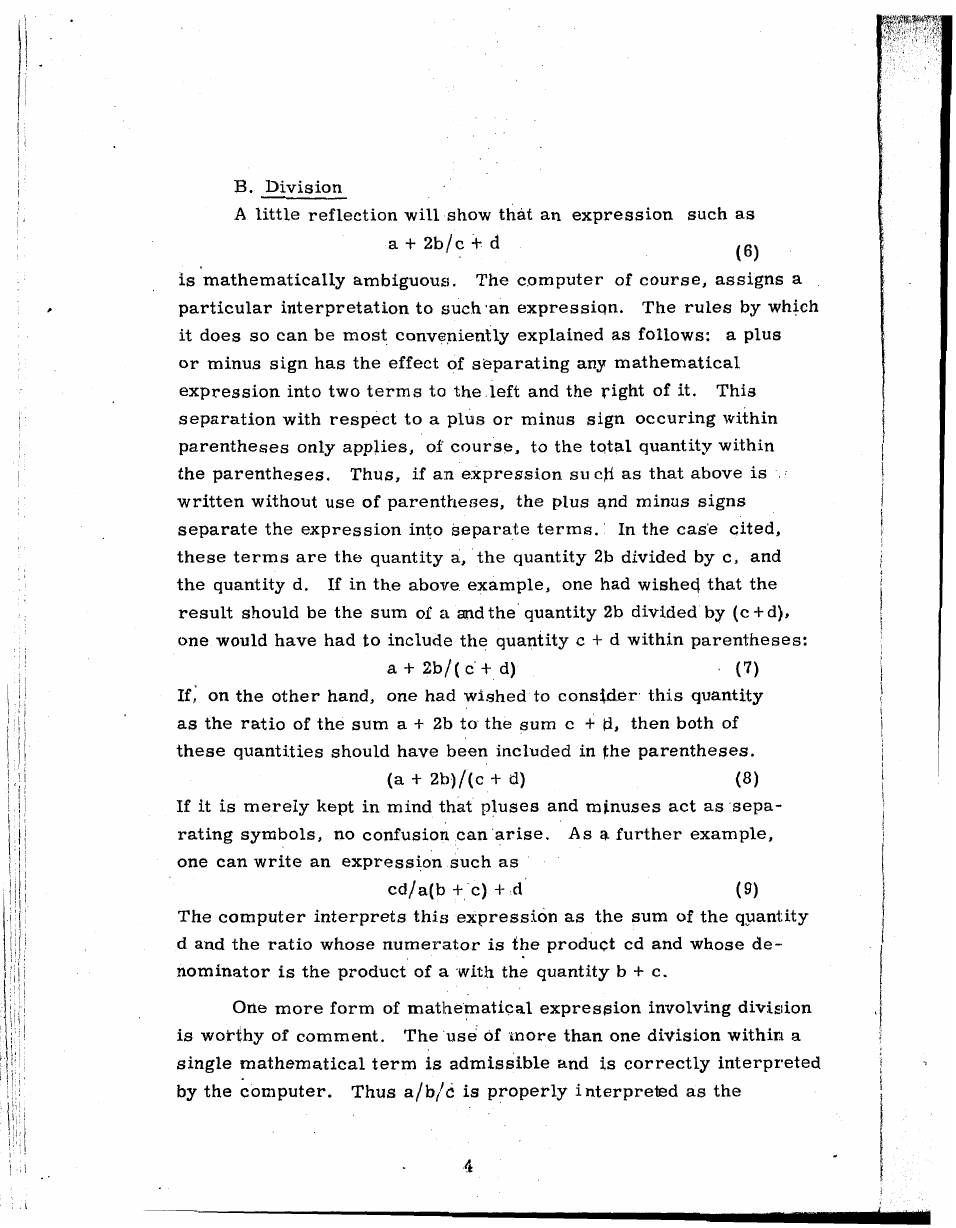 B. Division
A little reflection will show that an expression such as
a + 2b/c + d (6)
is mathematically ambiguous. The computer of course, assigns a
particular interpretation to such an expression. The rules by which
it does so can be most conveniently explained as follows: a plus
or minus sign has the effect of separating any mathematical
expression into two terms to the left and the right of it. This
separation with respect to a plus or minus sign occuring within
parentheses only applies, of course, to the total quantity within
the parentheses. Thus, if an expression such as that above is
written without use of parentheses, the plus and minus signs
separate the expression into separate terms. In the case cited,
these terms are the quantity a, the quantity 2b divided by c, and
the quantity d. If in the above example, one had wished that the
result should be the sum of a and the quantity 2b divided by (c+d),
one would have had to include the quantity c + d within parentheses:
a + 2b/( c + d) (7)
If, on the other hand, one had wished to consider this quantity
as the ratio of the sum a + 2b to the sum c + d, then both of
these quantities should have been included in the parentheses.
(a + 2b)/(c + d) (8)
If it is merely kept in mind that pluses and minuses act as sepa-
rating symbols, no confusion can arise. As a further example,
one can write an expression such as
cd/a(b + c) + d (9)
The computer interprets this expression as the sum of the quantity
d and the ratio whose numerator is the product cd and whose de-
nominator is the product of a with the quantity b + c.
One more form of mathematical expression involving division
is worthy of comment. The use of more than one division within a
single mathematical term is admissible and is correctly interpreted
by the computer. Thus a/b/c is properly interpreted as the
4